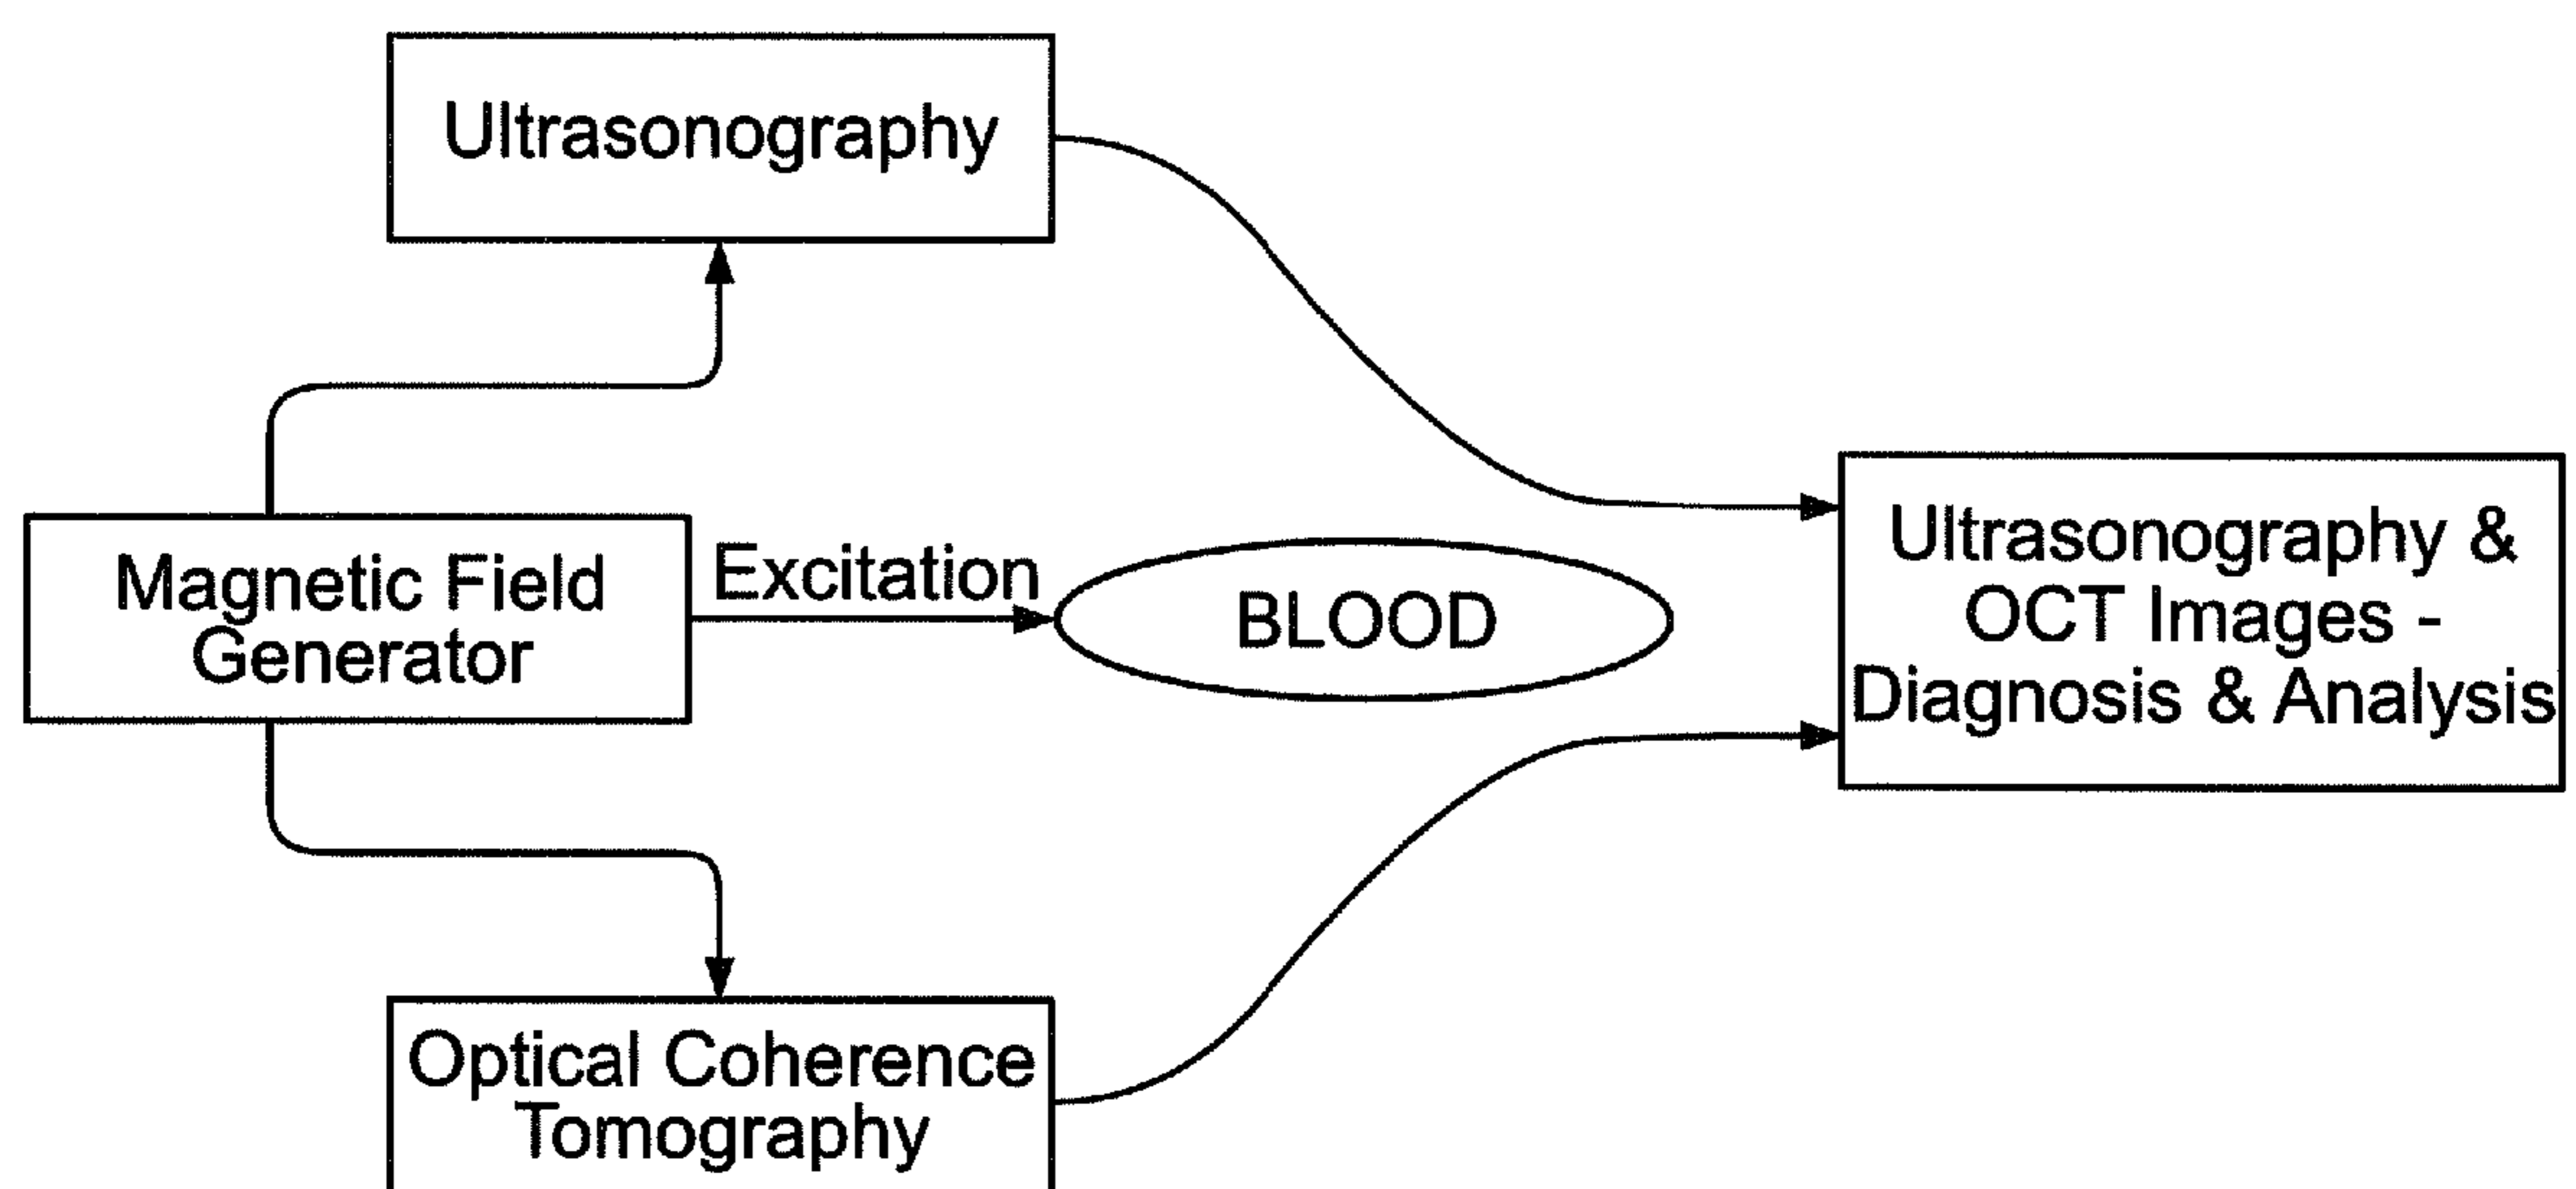 Ultrasonography
Magnetic Field
Generator
Excitation
BLOOD
Ultrasonography &
OCT Images -
Diagnosis & Analysis
Optical Coherence
Tomography